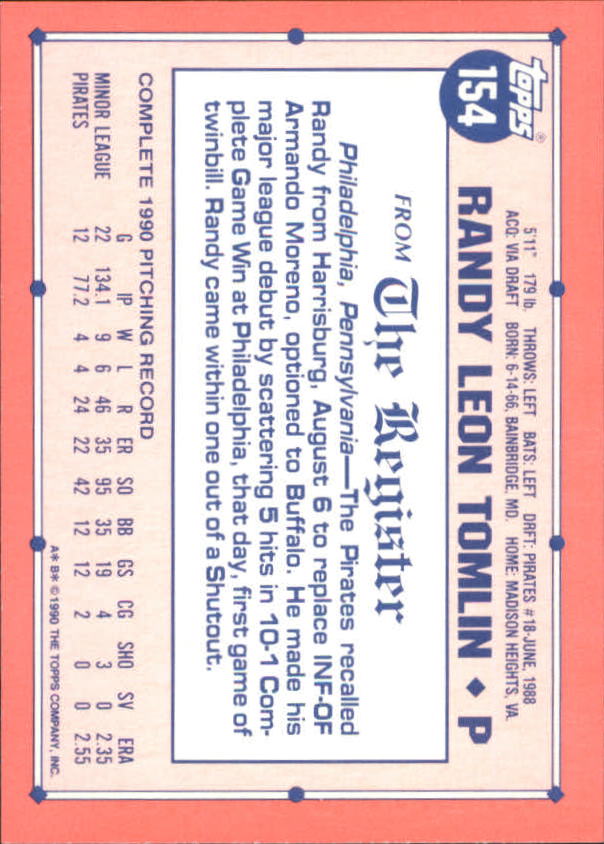 topps®
154
5'11" 179 lb. THROWS: LEFT BATS: LEFT DRFT: PIRATES #18-JUNE, 1988
ACQ: VIA DRAFT BORN: 6-14-66, BAINBRIDGE, MD. HOME: MADISON HEIGHTS, VA.
RANDY LEON TOMLIN ♦ P
FROM The Register
Philadelphia, Pennsylvania—The Pirates recalled
Randy from Harrisburg, August 6 to replace INF-OF
Armando Moreno, optioned to Buffalo. He made his
major league debut by scattering 5 hits in 10-1 Com-
plete Game Win at Philadelphia, that day, first game of
twinbill. Randy came within one out of a Shutout.
COMPLETE 1990 PITCHING RECORD
G IP W L R ER SO BB GS CG SHO SV ERA
MINOR LEAGUE 22 134.1 9 6 46 35 95 35 19 4 3 0 2.35
PIRATES 12 77.2 4 4 24 22 42 12 12 2 0 0 2.55
A* B* © 1990 THE TOPPS COMPANY, INC.